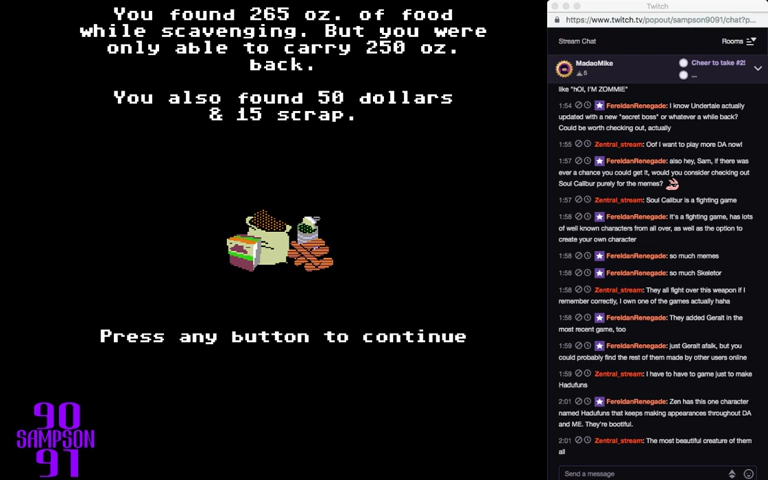 You found 265 oz. of food
while scavenging. But you were
only able to carry 250 oz.
back.
You also found 50 dollars
& 15 scrap.
Press any button to continue
90
SAMPSON
91
Twitch
https://www.twitch.tv/popout/sampson9091/chat?p...
Stream Chat
Rooms
MadaoMike
5
Cheer to take #2!
...
like "hOI, I'M ZOMMIE"
1:54 FereldanRenegade: I know Undertale actually
updated with a new "secret boss" or whatever a while back?
Could be worth checking out, actually
1:55 Zentral_stream: Oof I want to play more DA now!
1:57 FereldanRenegade: also hey, Sam, if there was
ever a chance you could get it, would you consider checking out
Soul Calibur purely for the memes?
1:57 Zentral_stream: Soul Calibur is a fighting game
1:58 FereldanRenegade: It's a fighting game, has lots
of well known characters from all over, as well as the option to
create your own character
1:58 FereldanRenegade: so much memes
1:58 FereldanRenegade: so much Skeletor
1:58 Zentral_stream: They all fight over this weapon if I
remember correctly, I own one of the games actually haha
1:58 FereldanRenegade: They added Geralt in the
most recent game, too
1:59 FereldanRenegade: just Geralt afaik, but you
could probably find the rest of them made by other users online
1:59 Zentral_stream: I have to have to game just to make
Hadufuns
2:01 FereldanRenegade: Zen has this one character
named Hadufuns that keeps making appearances throughout DA
and ME. They're bootiful.
2:01 Zentral_stream: The most beautiful creature of them
all
Send a message